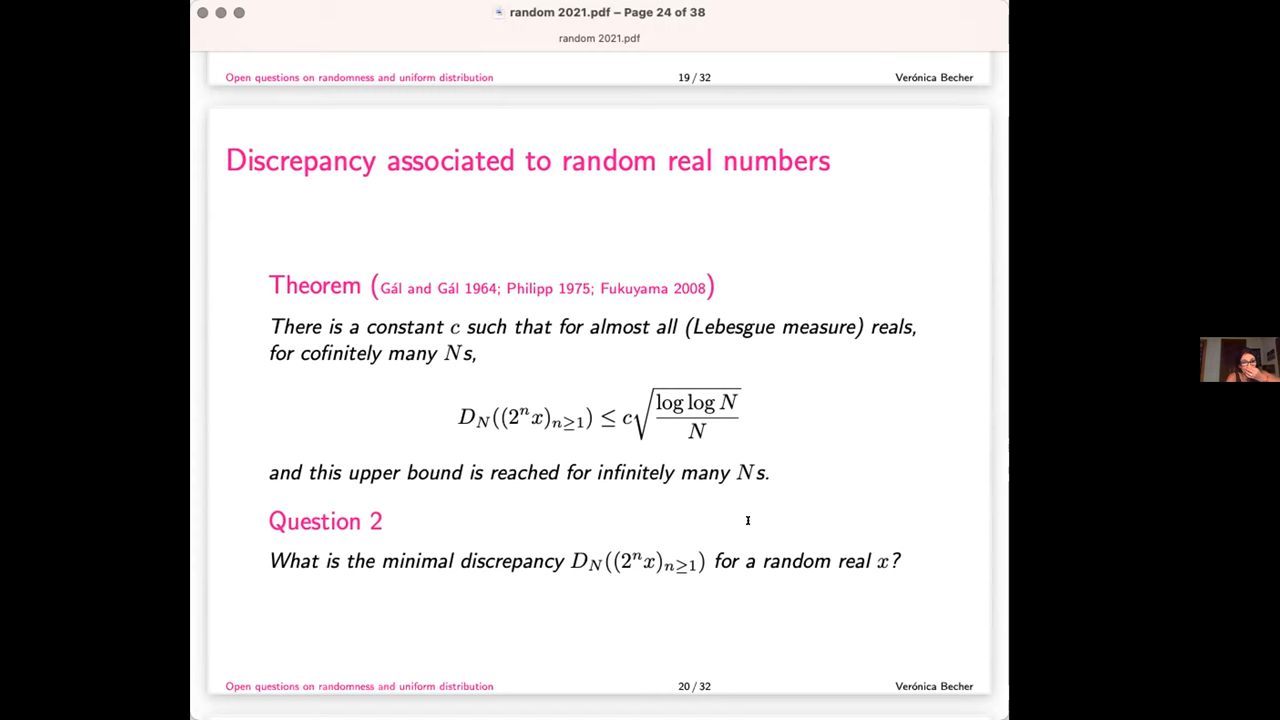 random 2021.pdf – Page 24 of 38
random 2021.pdf
Open questions on randomness and uniform distribution 19 / 32 Verónica Becher
Discrepancy associated to random real numbers
Theorem (Gál and Gál 1964; Philipp 1975; Fukuyama 2008)
There is a constant c such that for almost all (Lebesgue measure) reals,
for cofinitely many Ns,
D_N((2^n x)_{n≥1}) ≤ c√(log log N / N)
and this upper bound is reached for infinitely many Ns.
Question 2
What is the minimal discrepancy D_N((2^n x)_{n≥1}) for a random real x?
Open questions on randomness and uniform distribution 20 / 32 Verónica Becher